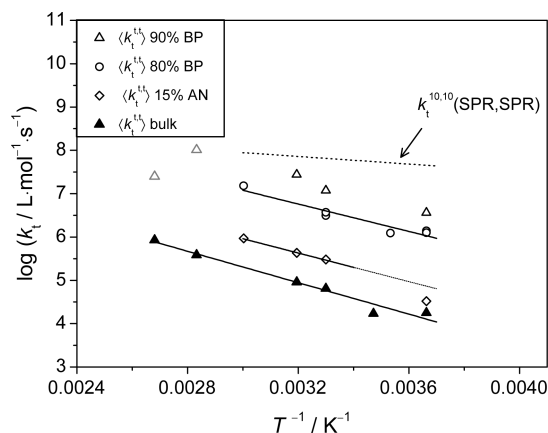 11
10
9
8
7
6
5
4
3
log (k_t / L·mol⁻¹·s⁻¹)
△ ⟨k_t^{t,t}⟩ 90% BP
○ ⟨k_t^{t,t}⟩ 80% BP
◇ ⟨k_t^{t,t}⟩ 15% AN
▲ ⟨k_t^{t,t}⟩ bulk
k_t^{10,10}(SPR,SPR)
0.0024 0.0028 0.0032 0.0036 0.0040
T⁻¹ / K⁻¹